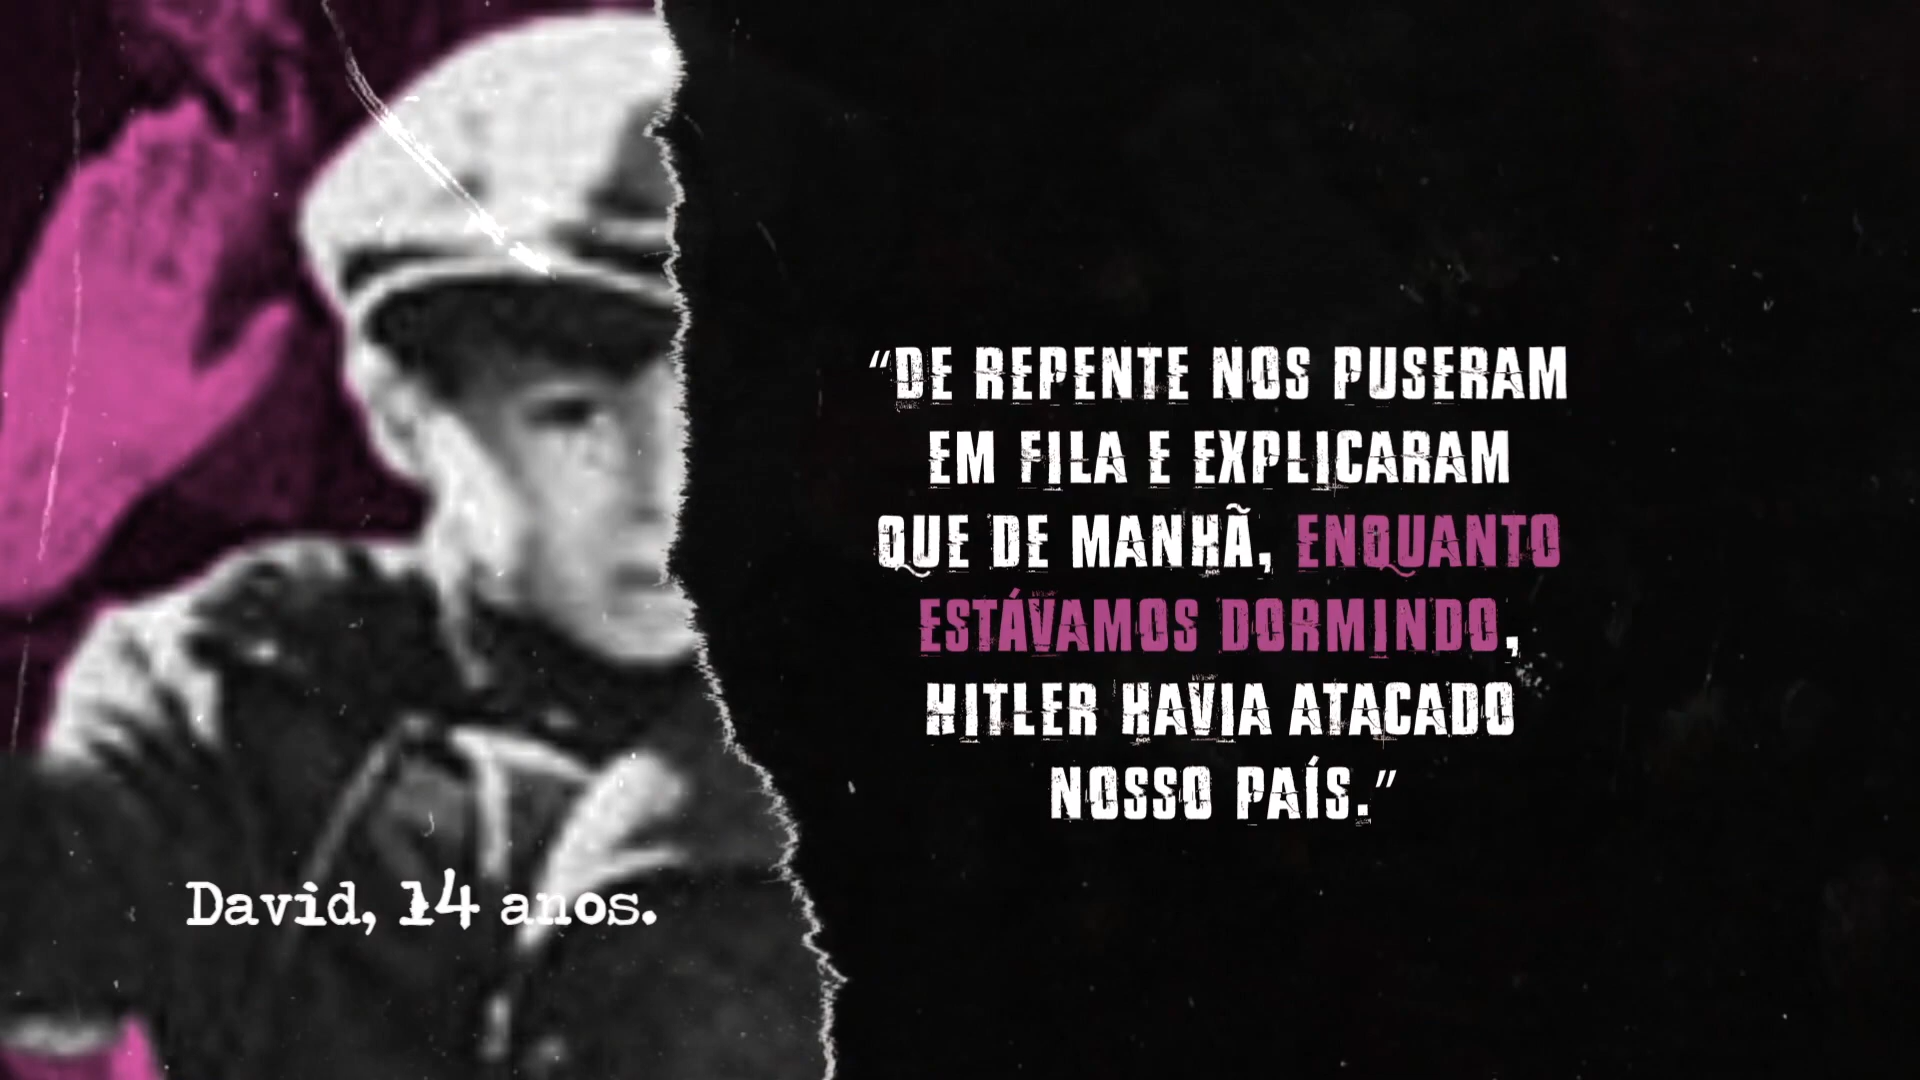 “DE REPENTE NOS PUSERAM
EM FILA E EXPLICARAM
QUE DE MANHÃ, ENQUANTO
ESTÁVAMOS DORMINDO,
HITLER HAVIA ATACADO
NOSSO PAÍS.”
David, 14 anos.